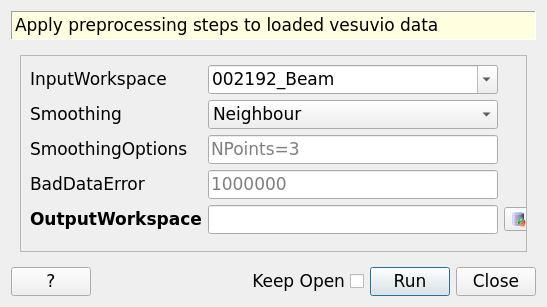 Apply preprocessing steps to loaded vesuvio data
InputWorkspace 002192_Beam
Smoothing Neighbour
SmoothingOptions NPoints=3
BadDataError 1000000
OutputWorkspace
? Keep Open Run Close